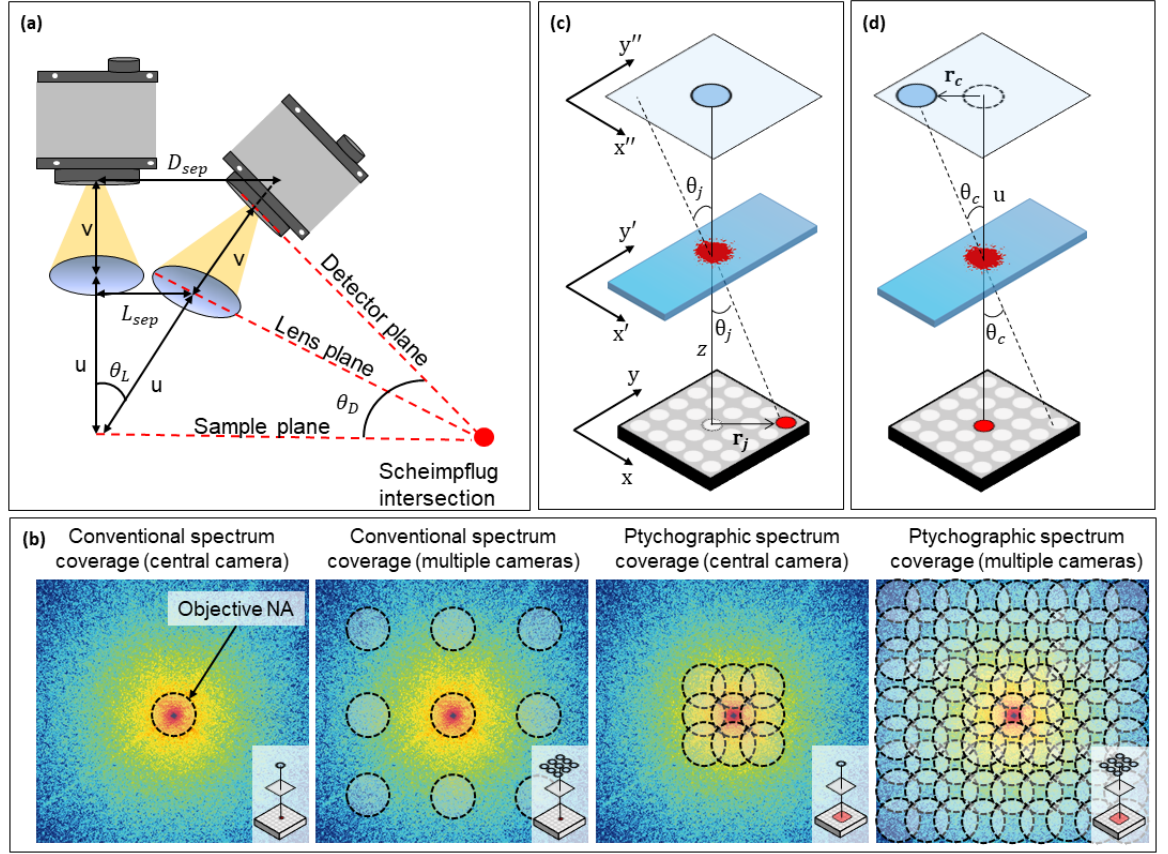 (a)
D_sep
v
v
L_sep
u
θ_L
u
Detector plane
Lens plane
θ_D
Sample plane
Scheimpflug
intersection
(c)
y''
x''
θ_j
y'
x'
θ_j
z
y
r_j
x
(d)
r_c
θ_c
u
θ_c
(b)
Conventional spectrum
coverage (central camera)
Objective NA
Conventional spectrum
coverage (multiple cameras)
Ptychographic spectrum
coverage (central camera)
Ptychographic spectrum
coverage (multiple cameras)